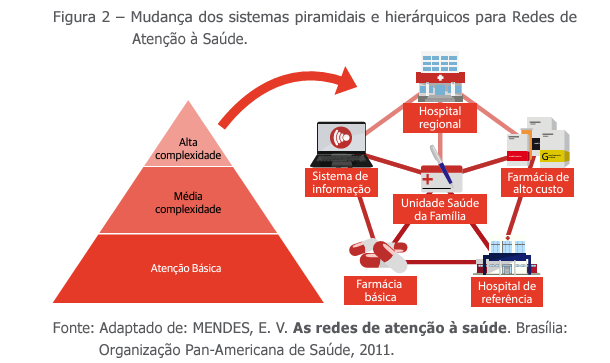 Figura 2 – Mudança dos sistemas piramidais e hierárquicos para Redes de
Atenção à Saúde.
Alta
complexidade
Média
complexidade
Atenção Básica
Hospital
regional
Sistema de
informação
Unidade Saúde
da Família
Farmácia de
alto custo
G
Farmácia
básica
Hospital de
referência
Fonte: Adaptado de: MENDES, E. V. As redes de atenção à saúde. Brasília:
Organização Pan-Americana de Saúde, 2011.